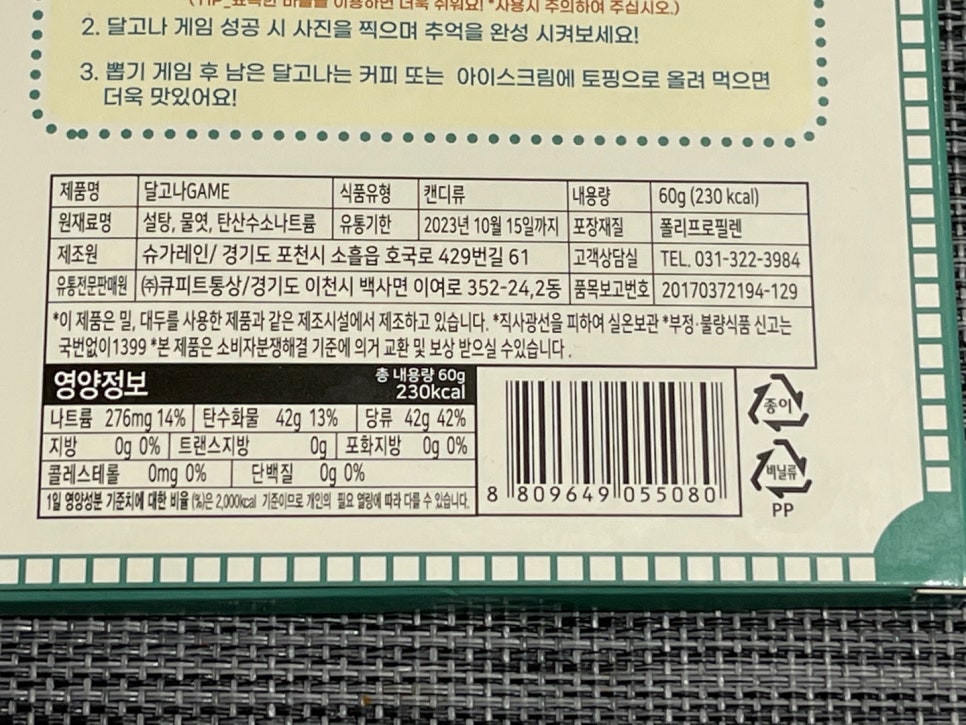 이용하면 더욱 쉬워요! *사용시 주의하여 주십시오.)
2. 달고나 게임 성공 시 사진을 찍으며 추억을 완성 시켜보세요!
3. 뽑기 게임 후 남은 달고나는 커피 또는 아이스크림에 토핑으로 올려 먹으면
더욱 맛있어요!
제품명 달고나GAME 식품유형 캔디류 내용량 60g (230 kcal)
원재료명 설탕, 물엿, 탄산수소나트륨 유통기한 2023년 10월 15일까지 포장재질 폴리프로필렌
제조원 슈가레인/ 경기도 포천시 소흘읍 호국로 429번길 61 고객상담실 TEL. 031-322-3984
유통전문판매원 ㈜큐피트통상/경기도 이천시 백사면 이여로 352-24,2동 품목보고번호 20170372194-129
*이 제품은 밀, 대두를 사용한 제품과 같은 제조시설에서 제조하고 있습니다. *직사광선을 피하여 실온보관 *부정·불량식품 신고는
국번없이1399 *본 제품은 소비자분쟁해결 기준에 의거 교환 및 보상 받으실 수있습니다.
영양정보 총 내용량 60g
230kcal
나트륨 276mg 14% 탄수화물 42g 13% 당류 42g 42%
지방 0g 0% 트랜스지방 0g 포화지방 0g 0%
콜레스테롤 0mg 0% 단백질 0g 0%
1일 영양성분 기준치에 대한 비율 (%)은 2,000kcal 기준이므로 개인의 필요 열량에 따라 다를 수 있습니다.
8 809649 055080
종이
비닐류
PP